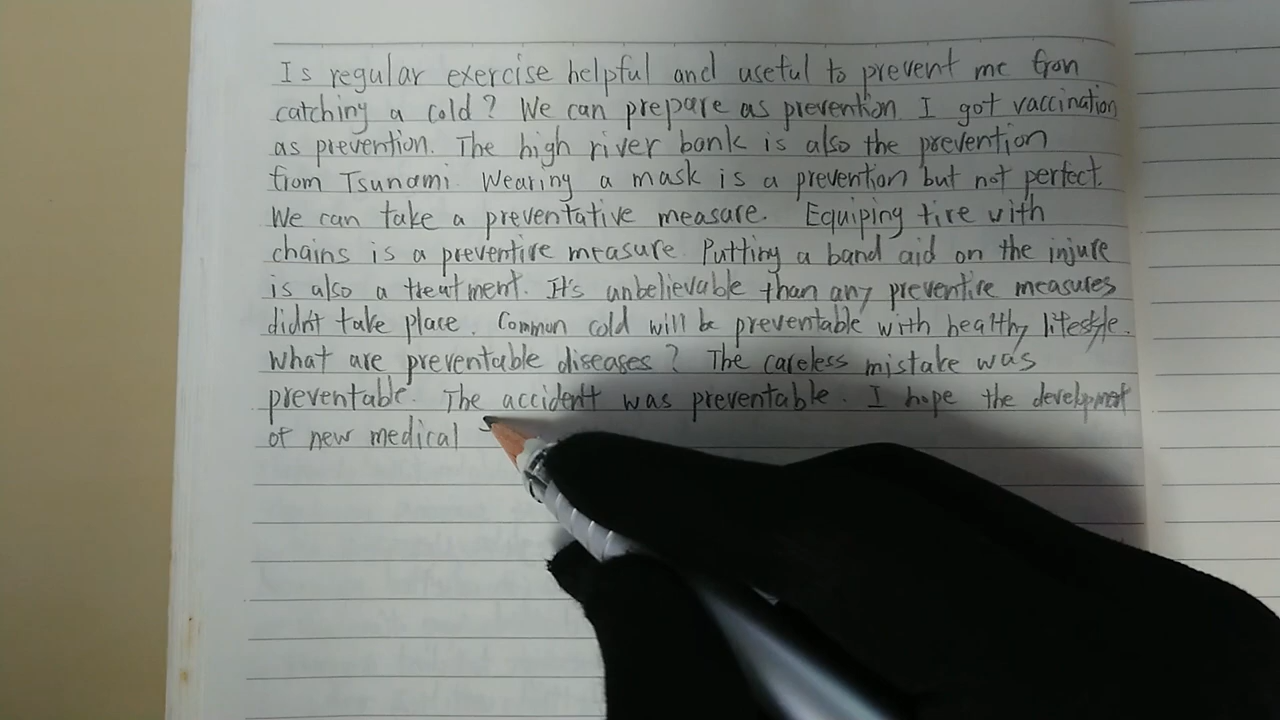 Is regular exercise helpful and useful to prevent me from
catching a cold? We can prepare as prevention I got vaccination
as prevention. The high river bank is also the prevention
from Tsunami. Wearing a mask is a prevention but not perfect.
We can take a preventative measure. Equiping tire with
chains is a preventive measure. Putting a band aid on the injure
is also a treatment. It's unbelievable than any preventive measures
didn't take place. Common cold will be preventable with healthy lifestyle.
What are preventable diseases? The careless mistake was
preventable. The accident was preventable. I hope the development
of new medical